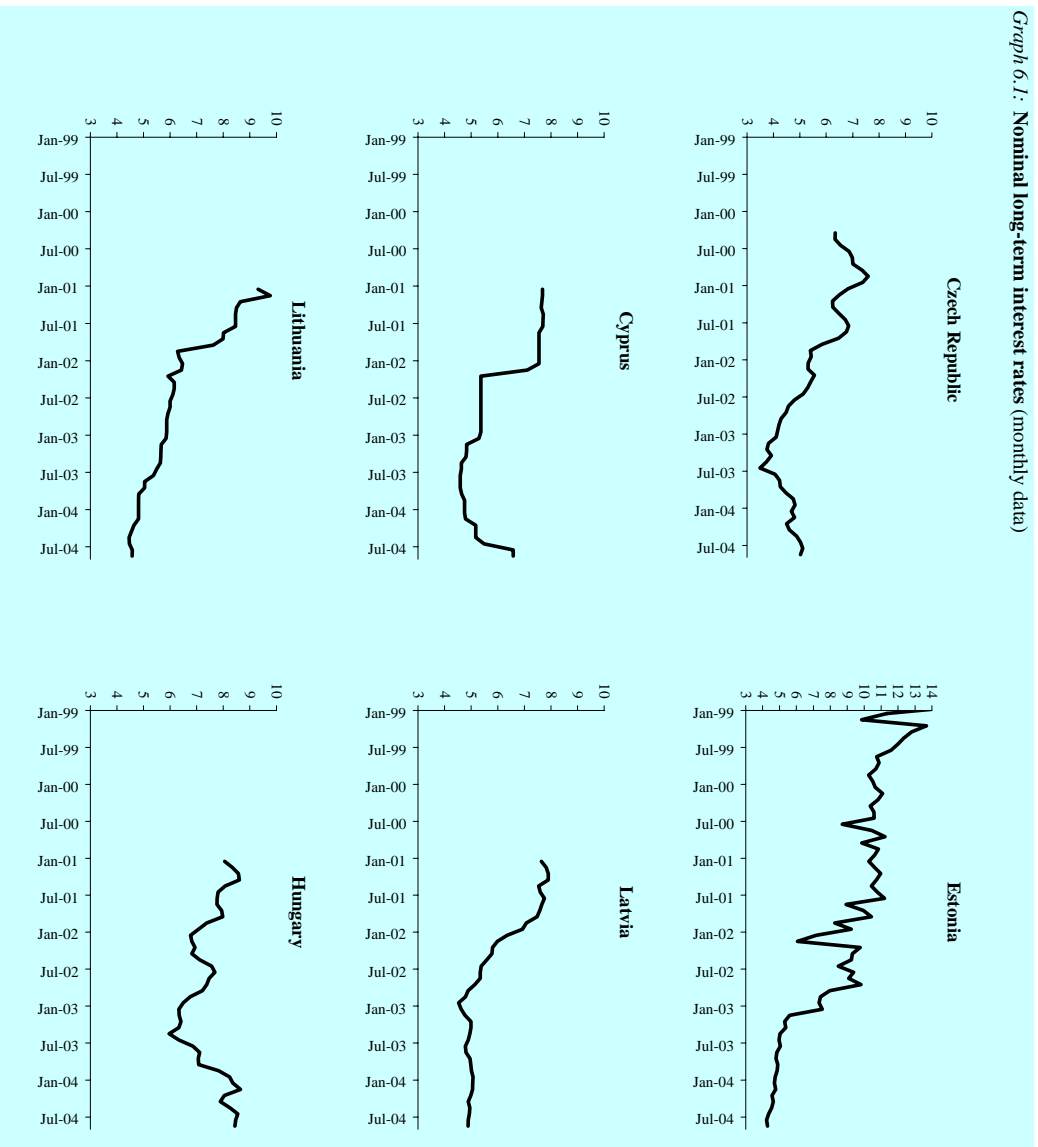 Graph 6.1: Nominal long-term interest rates (monthly data)
Czech Republic
10
9
8
7
6
5
4
3
Jan-99
Jul-99
Jan-00
Jul-00
Jan-01
Jul-01
Jan-02
Jul-02
Jan-03
Jul-03
Jan-04
Jul-04
Estonia
14
13
12
11
10
9
8
7
6
5
4
3
Jan-99
Jul-99
Jan-00
Jul-00
Jan-01
Jul-01
Jan-02
Jul-02
Jan-03
Jul-03
Jan-04
Jul-04
Cyprus
10
9
8
7
6
5
4
3
Jan-99
Jul-99
Jan-00
Jul-00
Jan-01
Jul-01
Jan-02
Jul-02
Jan-03
Jul-03
Jan-04
Jul-04
Latvia
10
9
8
7
6
5
4
3
Jan-99
Jul-99
Jan-00
Jul-00
Jan-01
Jul-01
Jan-02
Jul-02
Jan-03
Jul-03
Jan-04
Jul-04
Lithuania
10
9
8
7
6
5
4
3
Jan-99
Jul-99
Jan-00
Jul-00
Jan-01
Jul-01
Jan-02
Jul-02
Jan-03
Jul-03
Jan-04
Jul-04
Hungary
10
9
8
7
6
5
4
3
Jan-99
Jul-99
Jan-00
Jul-00
Jan-01
Jul-01
Jan-02
Jul-02
Jan-03
Jul-03
Jan-04
Jul-04